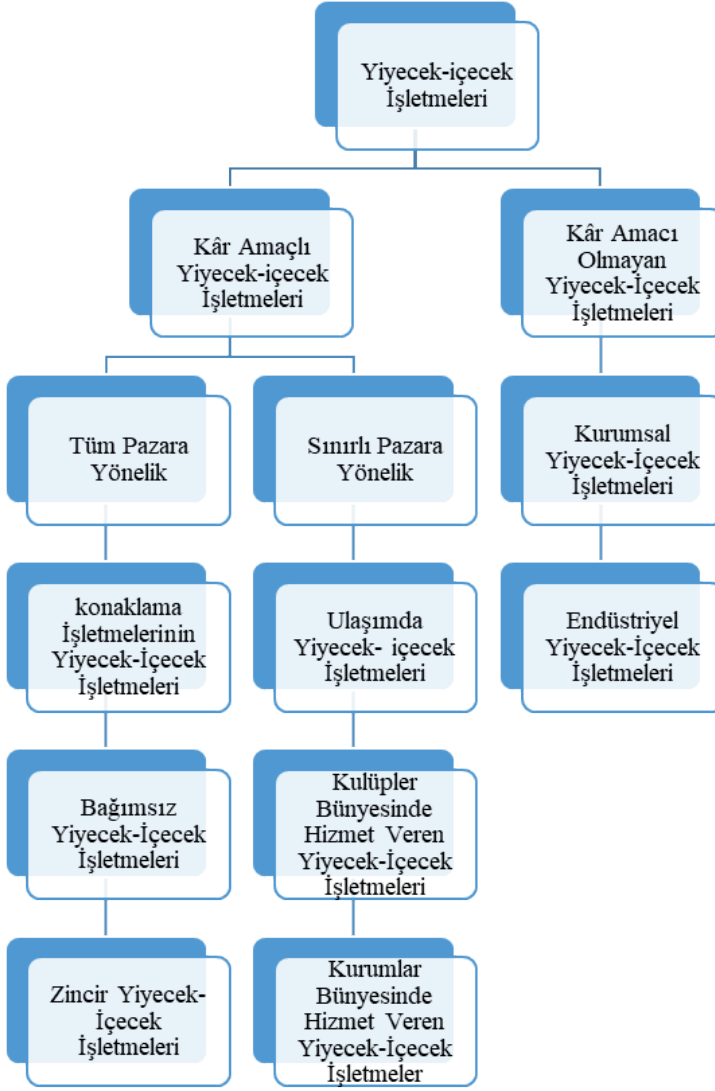 Yiyecek-içecek
İşletmeleri
Kâr Amaçlı
Yiyecek-içecek
İşletmeleri
Kâr Amacı
Olmayan
Yiyecek-İçecek
İşletmeleri
Tüm Pazara
Yönelik
Sınırlı Pazara
Yönelik
Kurumsal
Yiyecek-İçecek
İşletmeleri
konaklama
İşletmelerinin
Yiyecek-İçecek
İşletmeleri
Ulaşımda
Yiyecek- içecek
İşletmeleri
Endüstriyel
Yiyecek-İçecek
İşletmeleri
Bağımsız
Yiyecek-İçecek
İşletmeleri
Kulüpler
Bünyesinde
Hizmet Veren
Yiyecek-İçecek
İşletmeleri
Zincir Yiyecek-
İçecek
İşletmeleri
Kurumlar
Bünyesinde
Hizmet Veren
Yiyecek-İçecek
İşletmeler